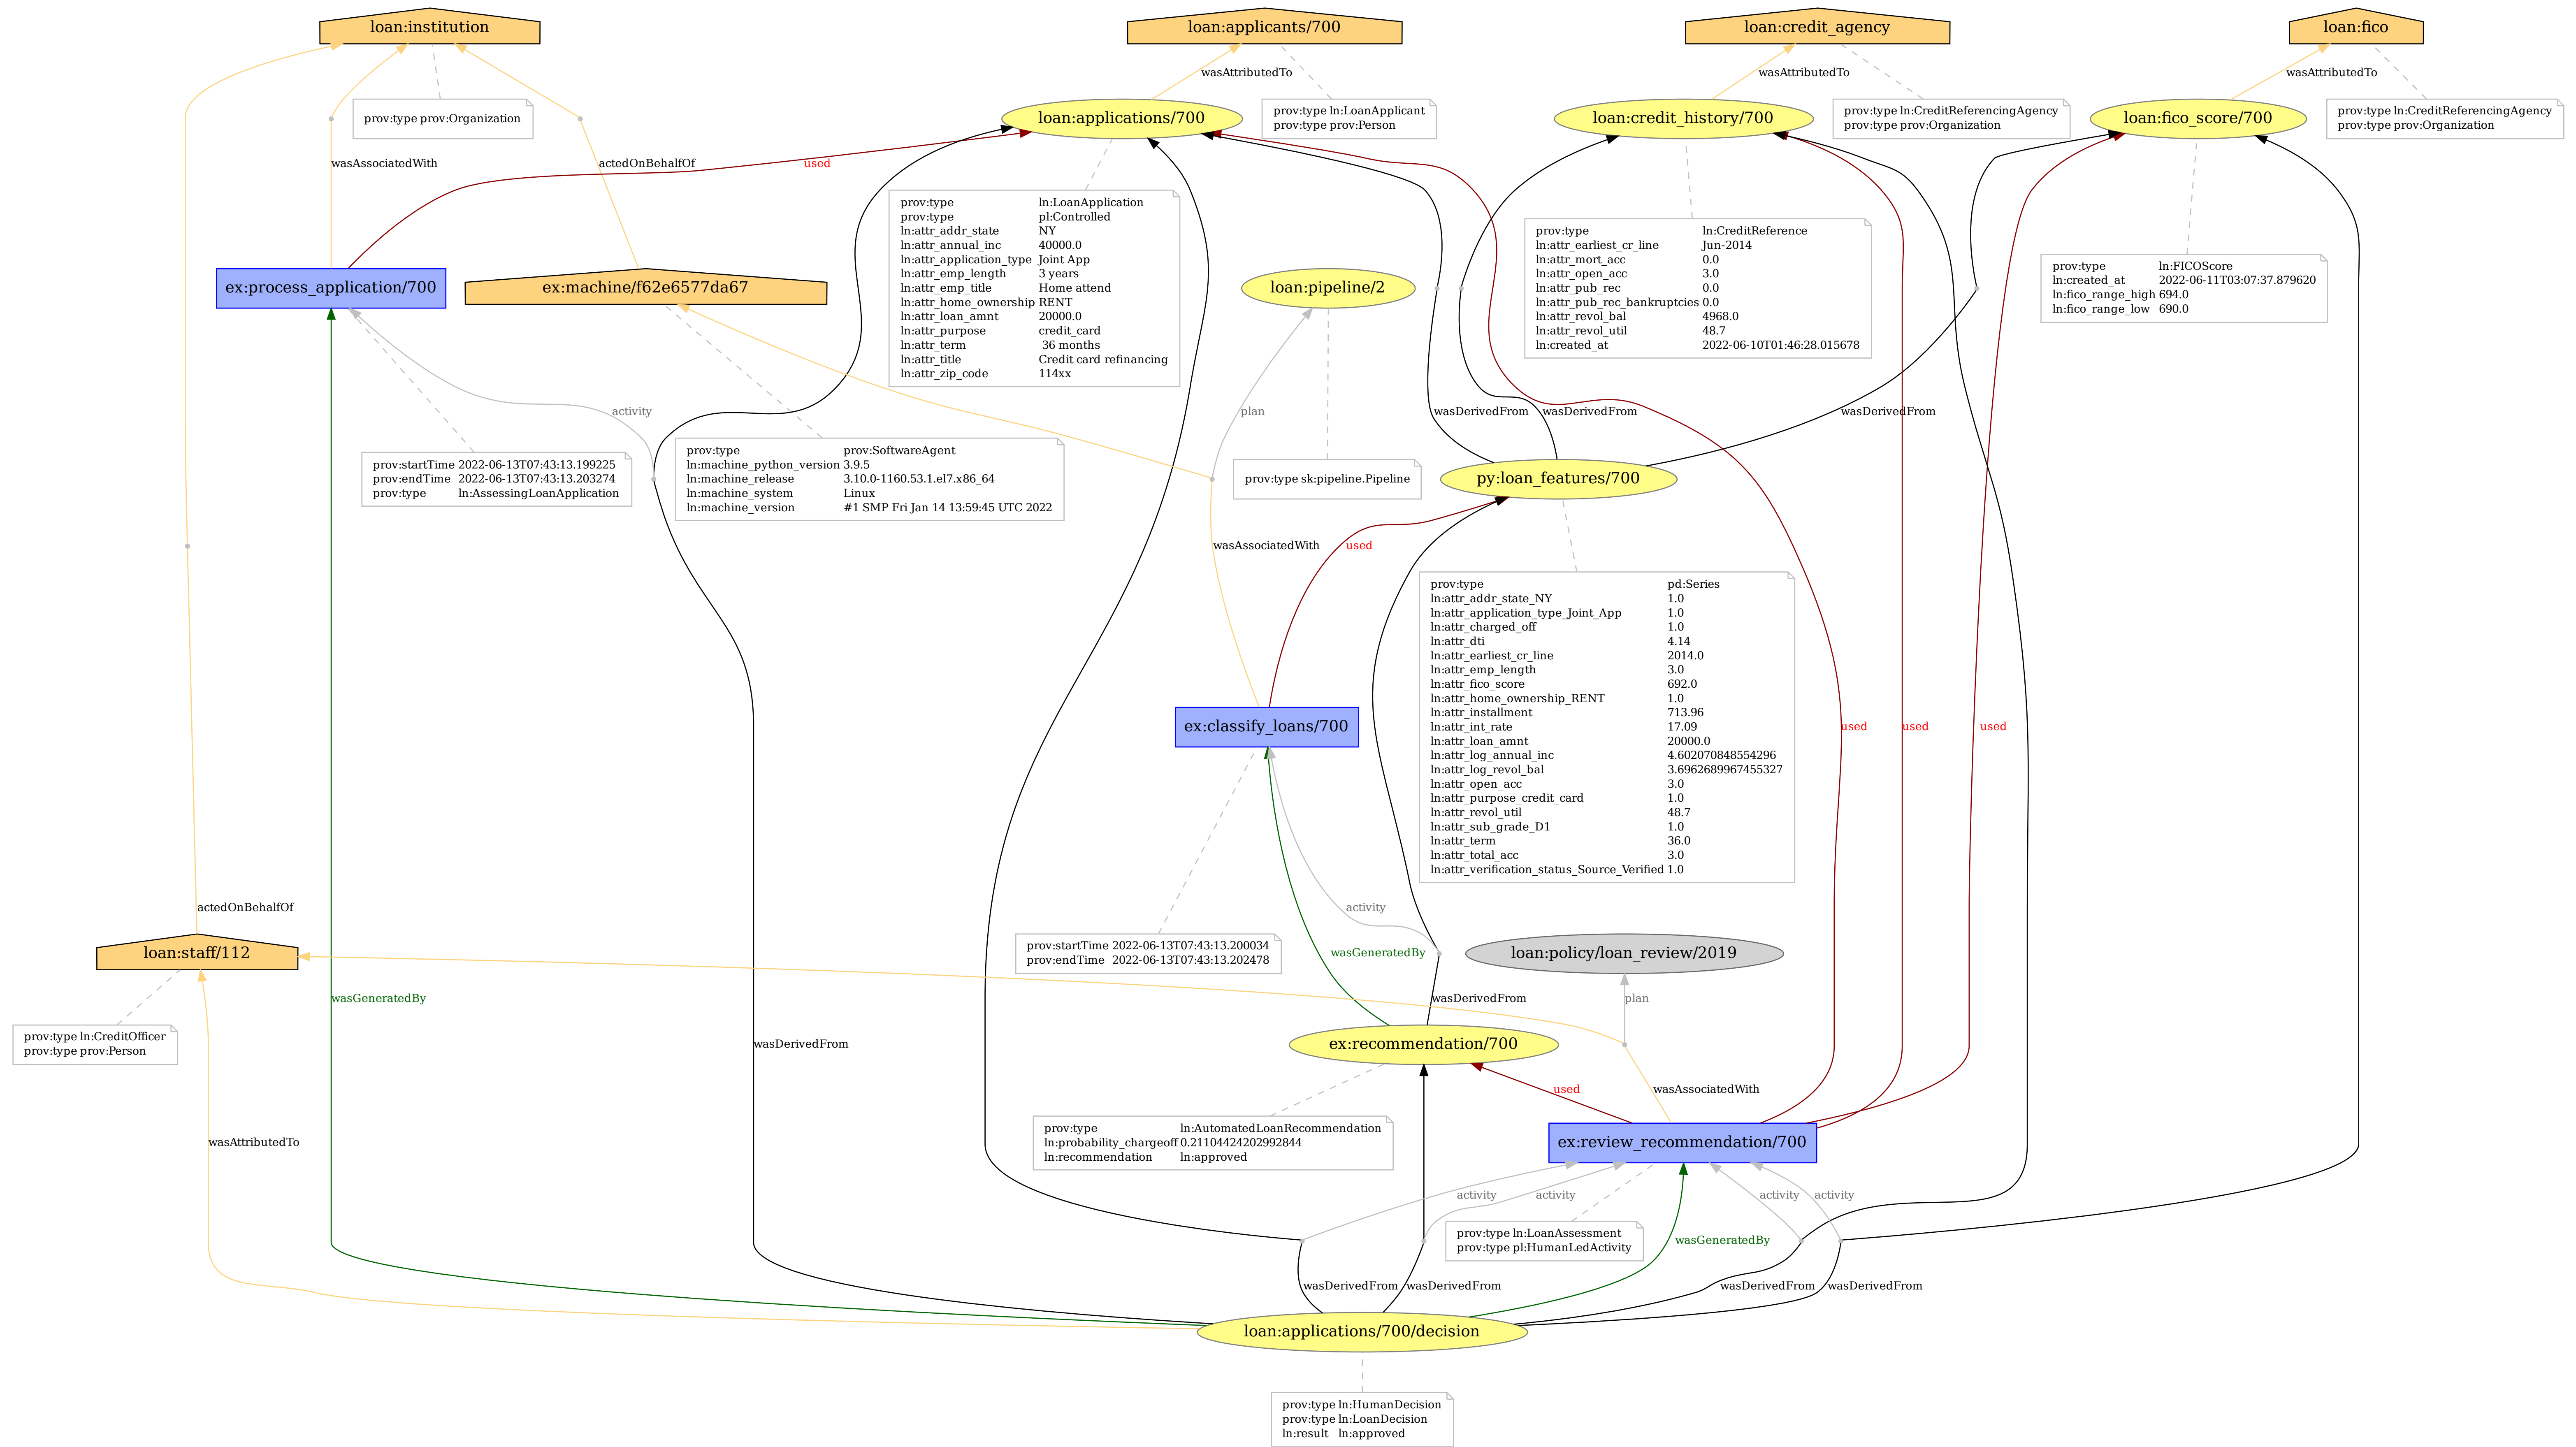 loan:institution
loan:applicants/700
loan:credit_agency
loan:fico
wasAttributedTo
wasAttributedTo
wasAttributedTo
prov:type prov:Organization
loan:applications/700
prov:type ln:LoanApplicant
prov:type prov:Person
loan:credit_history/700
prov:type ln:CreditReferencingAgency
prov:type prov:Organization
loan:fico_score/700
prov:type ln:CreditReferencingAgency
prov:type prov:Organization
wasAssociatedWith
actedOnBehalfOf
used
prov:type ln:LoanApplication
prov:type pl:Controlled
ln:attr_addr_state NY
ln:attr_annual_inc 40000.0
ln:attr_application_type Joint App
ln:attr_emp_length 3 years
ln:attr_emp_title Home attend
ln:attr_home_ownership RENT
ln:attr_loan_amnt 20000.0
ln:attr_purpose credit_card
ln:attr_term 36 months
ln:attr_title Credit card refinancing
ln:attr_zip_code 114xx
prov:type ln:CreditReference
ln:attr_earliest_cr_line Jun-2014
ln:attr_mort_acc 0.0
ln:attr_open_acc 3.0
ln:attr_pub_rec 0.0
ln:attr_pub_rec_bankruptcies 0.0
ln:attr_revol_bal 4968.0
ln:attr_revol_util 48.7
ln:created_at 2022-06-10T01:46:28.015678
prov:type ln:FICOScore
ln:created_at 2022-06-11T03:07:37.879620
ln:fico_range_high 694.0
ln:fico_range_low 690.0
ex:process_application/700
ex:machine/f62e6577da67
loan:pipeline/2
activity
plan
wasDerivedFrom
wasDerivedFrom
wasDerivedFrom
prov:startTime 2022-06-13T07:43:13.199225
prov:endTime 2022-06-13T07:43:13.203274
prov:type ln:AssessingLoanApplication
prov:type prov:SoftwareAgent
ln:machine_python_version 3.9.5
ln:machine_release 3.10.0-1160.53.1.el7.x86_64
ln:machine_system Linux
ln:machine_version #1 SMP Fri Jan 14 13:59:45 UTC 2022
prov:type sk:pipeline.Pipeline
py:loan_features/700
wasAssociatedWith
used
prov:type pd:Series
ln:attr_addr_state_NY 1.0
ln:attr_application_type_Joint_App 1.0
ln:attr_charged_off 1.0
ln:attr_dti 4.14
ln:attr_earliest_cr_line 2014.0
ln:attr_emp_length 3.0
ln:attr_fico_score 692.0
ln:attr_home_ownership_RENT 1.0
ln:attr_installment 713.96
ln:attr_int_rate 17.09
ln:attr_loan_amnt 20000.0
ln:attr_log_annual_inc 4.602070848554296
ln:attr_log_revol_bal 3.6962689967455327
ln:attr_open_acc 3.0
ln:attr_purpose_credit_card 1.0
ln:attr_revol_util 48.7
ln:attr_sub_grade_D1 1.0
ln:attr_term 36.0
ln:attr_total_acc 3.0
ln:attr_verification_status_Source_Verified 1.0
ex:classify_loans/700
used
used
used
actedOnBehalfOf
activity
loan:staff/112
prov:startTime 2022-06-13T07:43:13.200034
prov:endTime 2022-06-13T07:43:13.202478
wasGeneratedBy
loan:policy/loan_review/2019
wasGeneratedBy
wasDerivedFrom
plan
prov:type ln:CreditOfficer
prov:type prov:Person
wasDerivedFrom
ex:recommendation/700
used
wasAssociatedWith
wasAttributedTo
prov:type ln:AutomatedLoanRecommendation
ln:probability_chargeoff 0.21104424202992844
ln:recommendation ln:approved
ex:review_recommendation/700
activity
activity
activity
activity
prov:type ln:LoanAssessment
prov:type pl:HumanLedActivity
wasGeneratedBy
wasDerivedFrom
wasDerivedFrom
wasDerivedFrom
wasDerivedFrom
loan:applications/700/decision
prov:type ln:HumanDecision
prov:type ln:LoanDecision
ln:result ln:approved